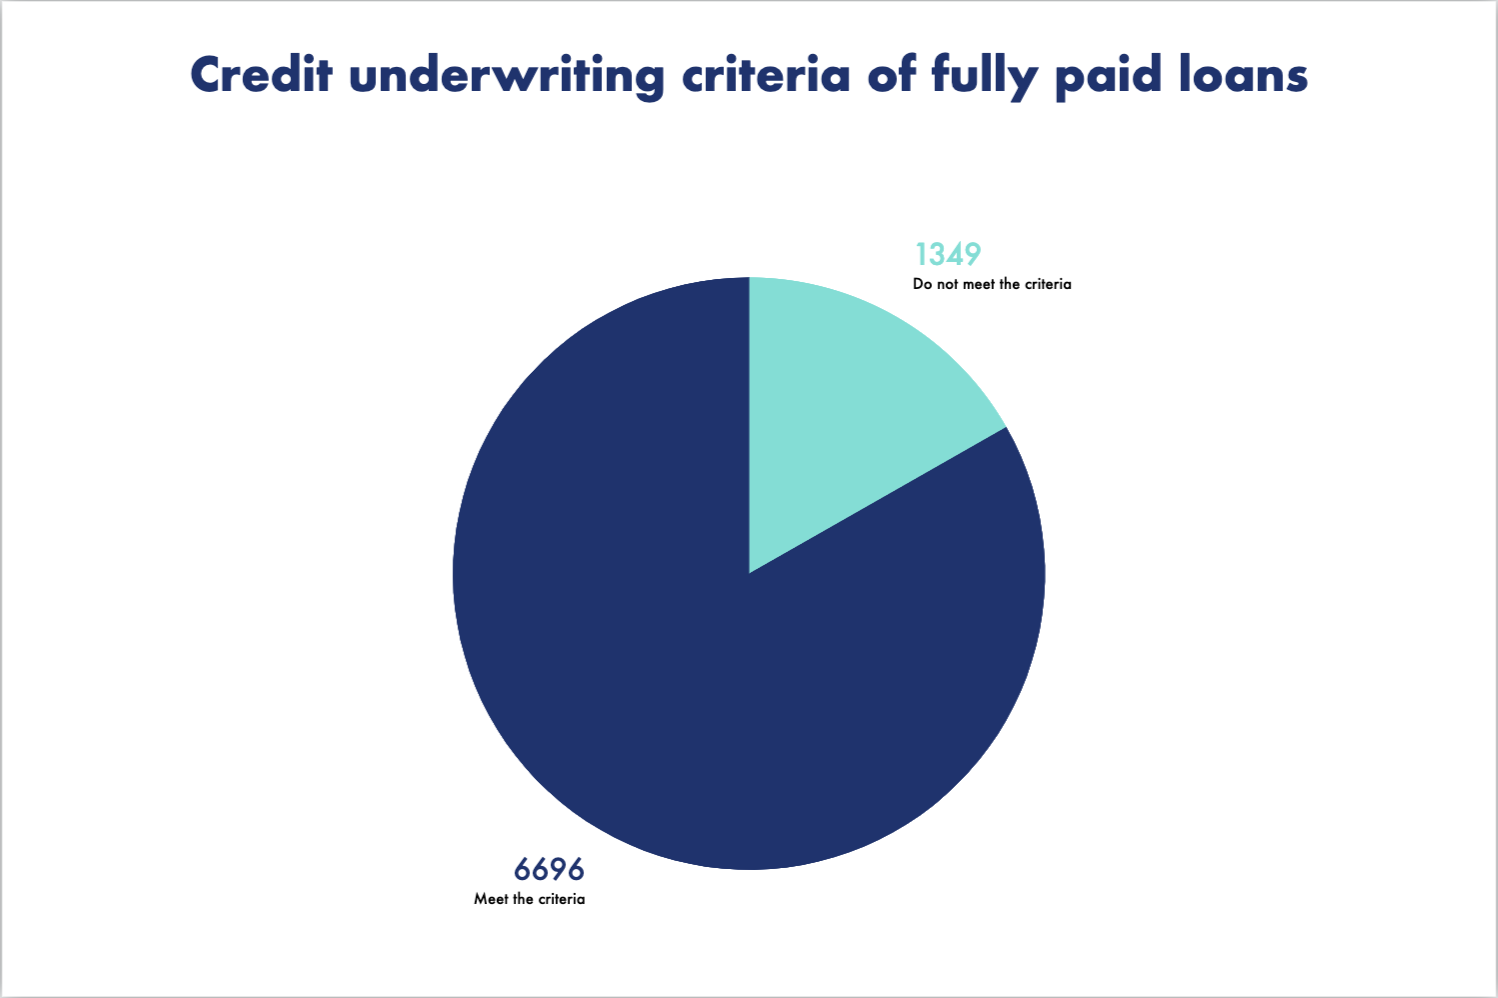 Credit underwriting criteria of fully paid loans
1349
Do not meet the criteria
6696
Meet the criteria